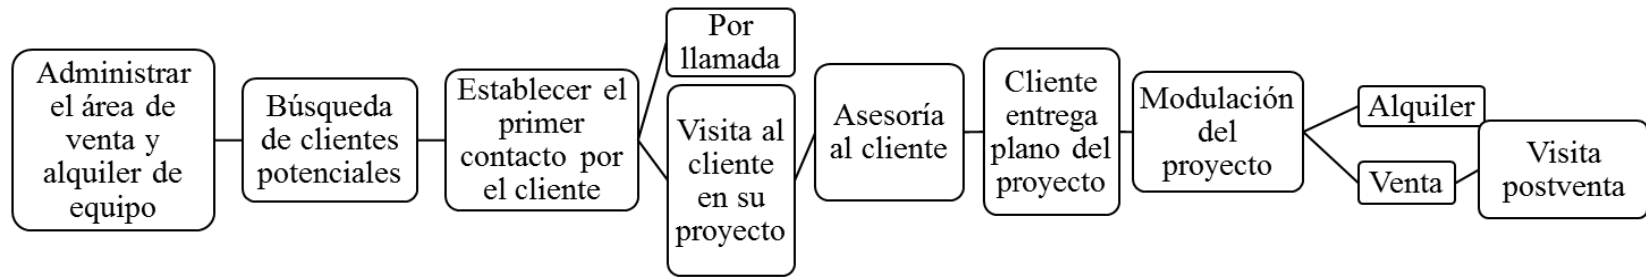 Administrar
el área de
venta y
alquiler de
equipo
Búsqueda
de clientes
potenciales
Establecer el
primer
contacto por
el cliente
Por
llamada
Visita al
cliente
en su
proyecto
Asesoría
al cliente
Cliente
entrega
plano del
proyecto
Modulación
del
proyecto
Alquiler
Venta
Visita
postventa